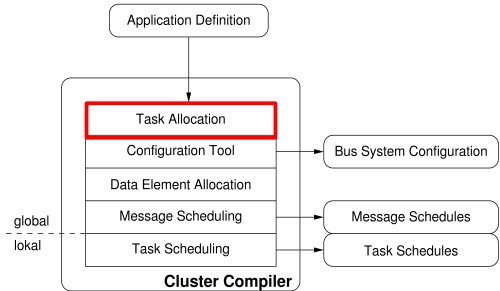 Application Definition
Task Allocation
Configuration Tool
Bus System Configuration
Data Element Allocation
global
Message Scheduling
Message Schedules
lokal
Task Scheduling
Task Schedules
Cluster Compiler